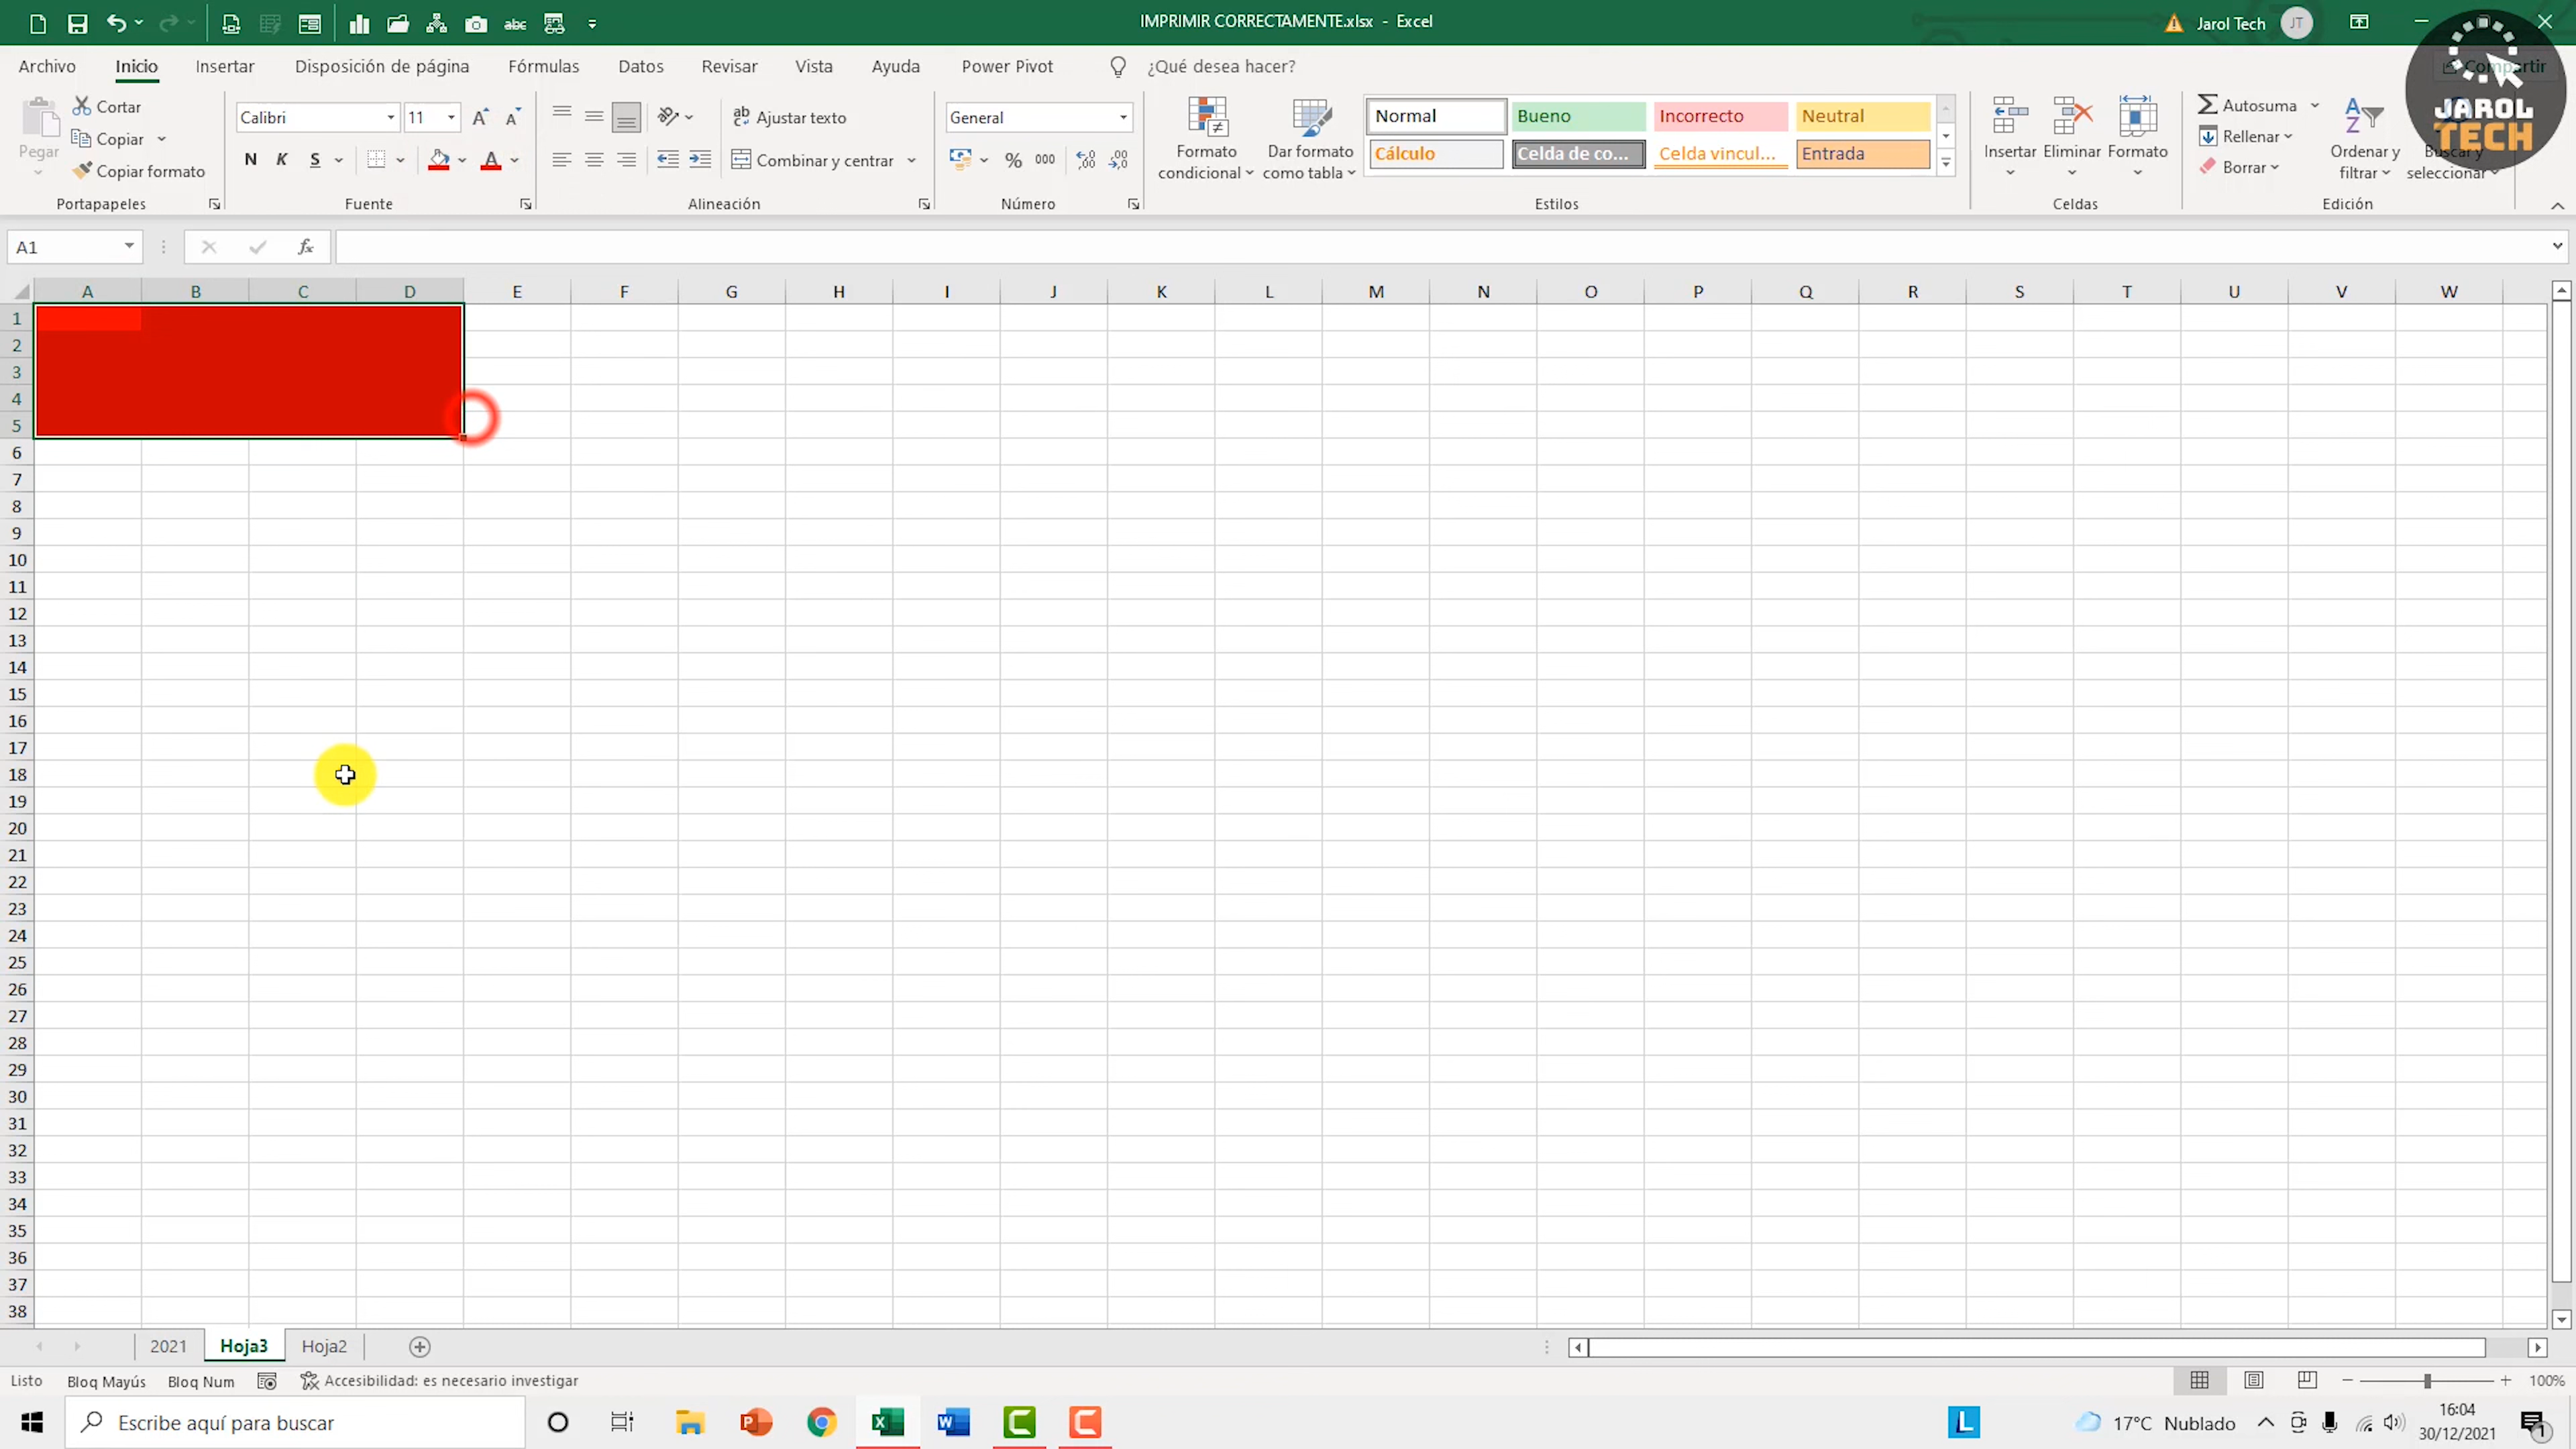 IMPRIMIR CORRECTAMENTE.xlsx - Excel
Jarol Tech
JT
Archivo Inicio Insertar Disposición de página Fórmulas Datos Revisar Vista Ayuda Power Pivot ¿Qué desea hacer? Compartir
JAROL
TECH
Pegar
Cortar
Copiar
Copiar formato
Portapapeles
Calibri 11
N K S
Fuente
Ajustar texto
Combinar y centrar
Alineación
General
% 000
Número
Formato condicional
Dar formato como tabla
Normal Bueno Incorrecto Neutral
Cálculo Celda de co... Celda vincul... Entrada
Estilos
Insertar Eliminar Formato
Celdas
Autosuma
Rellenar
Borrar
Ordenar y filtrar
Buscar y seleccionar
Edición
A1
fx
A B C D E F G H I J K L M N O P Q R S T U V W
1
2
3
4
5
6
7
8
9
10
11
12
13
14
15
16
17
18
19
20
21
22
23
24
25
26
27
28
29
30
31
32
33
34
35
36
37
38
2021 Hoja3 Hoja2
Listo Bloq Mayús Bloq Num Accesibilidad: es necesario investigar 100%
Escribe aquí para buscar
17°C Nublado
16:04
30/12/2021
1